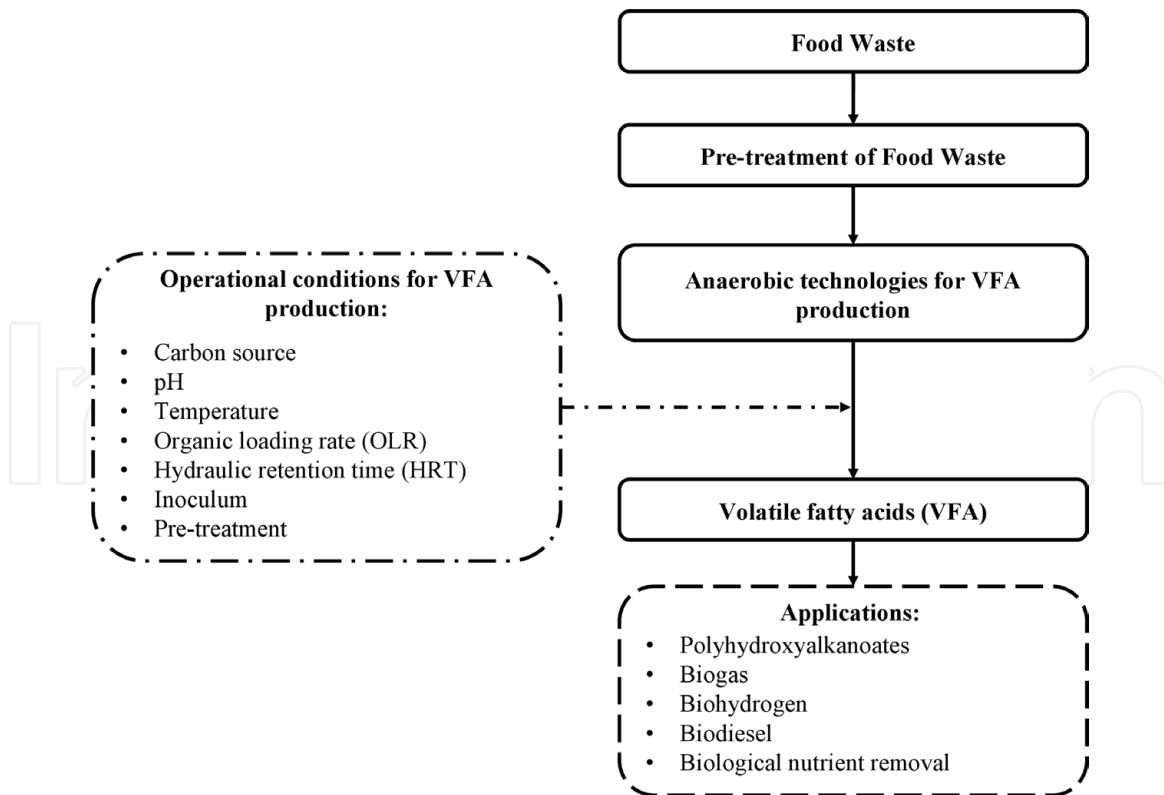 Food Waste
Pre-treatment of Food Waste
Anaerobic technologies for VFA
production
Operational conditions for VFA
production:
• Carbon source
• pH
• Temperature
• Organic loading rate (OLR)
• Hydraulic retention time (HRT)
• Inoculum
• Pre-treatment
Volatile fatty acids (VFA)
Applications:
• Polyhydroxyalkanoates
• Biogas
• Biohydrogen
• Biodiesel
• Biological nutrient removal